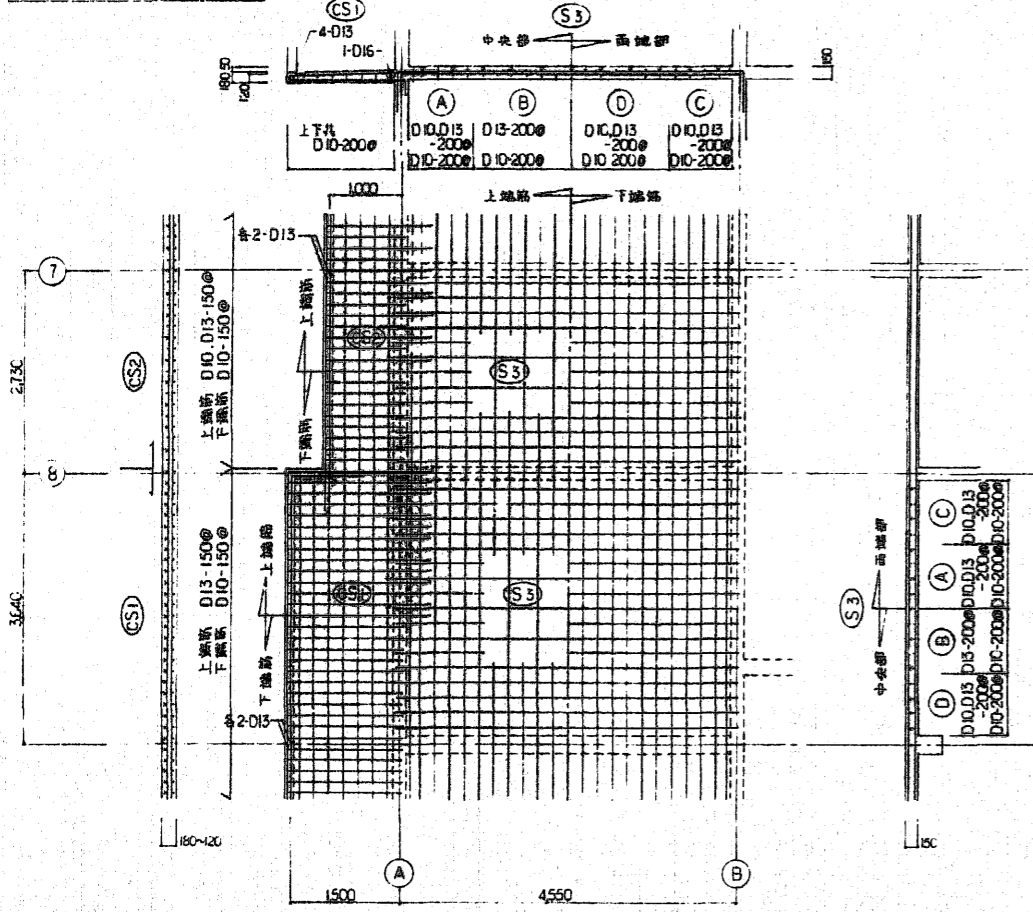 CS1
S3
4-D13
1-D16
中央部
両端部
180
50
120
150
A
B
D
C
上下共
D10-200@
D10,D13
-200@
D10-200@
D13-200@
D10-200@
D10,D13
-200@
D10-200@
D10,D13
-200@
D10-200@
1,000
上端筋
下端筋
各2-D13
7
2,730
CS2
上端筋 D10,D13-150@
下端筋 D10-150@
上端筋
下端筋
CS2
S3
8
3,640
CS1
上端筋 D13-150@
下端筋 D10-150@
上端筋
下端筋
各2-D13
S3
S3
両端部
中央部
C
D10,D13
-200@
D10-200@
A
D10,D13
-200@
D10-200@
B
D13-200@
D10-200@
D
D10,D13
-200@
D10-200@
180~120
150
A
B
1,500
4,550